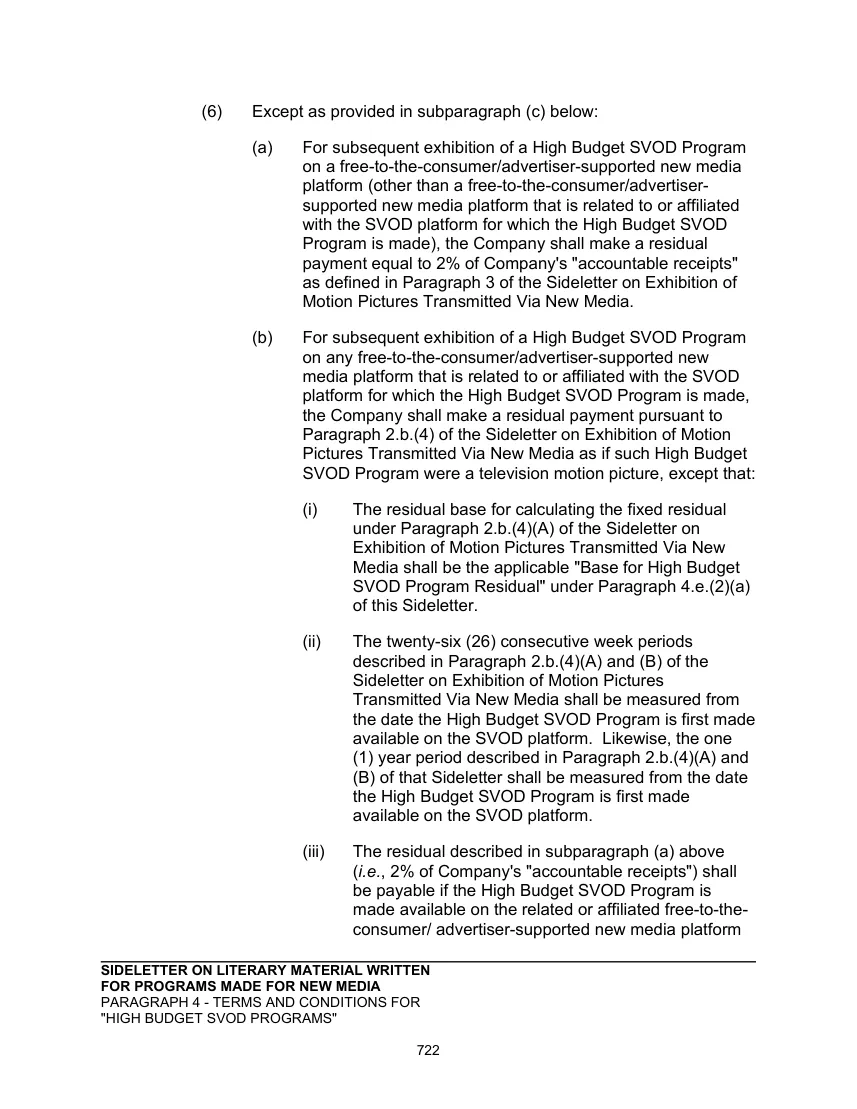 (6) Except as provided in subparagraph (c) below:
(a) For subsequent exhibition of a High Budget SVOD Program
on a free-to-the-consumer/advertiser-supported new media
platform (other than a free-to-the-consumer/advertiser-
supported new media platform that is related to or affiliated
with the SVOD platform for which the High Budget SVOD
Program is made), the Company shall make a residual
payment equal to 2% of Company's "accountable receipts"
as defined in Paragraph 3 of the Sideletter on Exhibition of
Motion Pictures Transmitted Via New Media.
(b) For subsequent exhibition of a High Budget SVOD Program
on any free-to-the-consumer/advertiser-supported new
media platform that is related to or affiliated with the SVOD
platform for which the High Budget SVOD Program is made,
the Company shall make a residual payment pursuant to
Paragraph 2.b.(4) of the Sideletter on Exhibition of Motion
Pictures Transmitted Via New Media as if such High Budget
SVOD Program were a television motion picture, except that:
(i) The residual base for calculating the fixed residual
under Paragraph 2.b.(4)(A) of the Sideletter on
Exhibition of Motion Pictures Transmitted Via New
Media shall be the applicable "Base for High Budget
SVOD Program Residual" under Paragraph 4.e.(2)(a)
of this Sideletter.
(ii) The twenty-six (26) consecutive week periods
described in Paragraph 2.b.(4)(A) and (B) of the
Sideletter on Exhibition of Motion Pictures
Transmitted Via New Media shall be measured from
the date the High Budget SVOD Program is first made
available on the SVOD platform.  Likewise, the one
(1) year period described in Paragraph 2.b.(4)(A) and
(B) of that Sideletter shall be measured from the date
the High Budget SVOD Program is first made
available on the SVOD platform.
(iii) The residual described in subparagraph (a) above
(i.e., 2% of Company's "accountable receipts") shall
be payable if the High Budget SVOD Program is
made available on the related or affiliated free-to-the-
consumer/ advertiser-supported new media platform
SIDELETTER ON LITERARY MATERIAL WRITTEN
FOR PROGRAMS MADE FOR NEW MEDIA
PARAGRAPH 4 - TERMS AND CONDITIONS FOR
"HIGH BUDGET SVOD PROGRAMS"
722